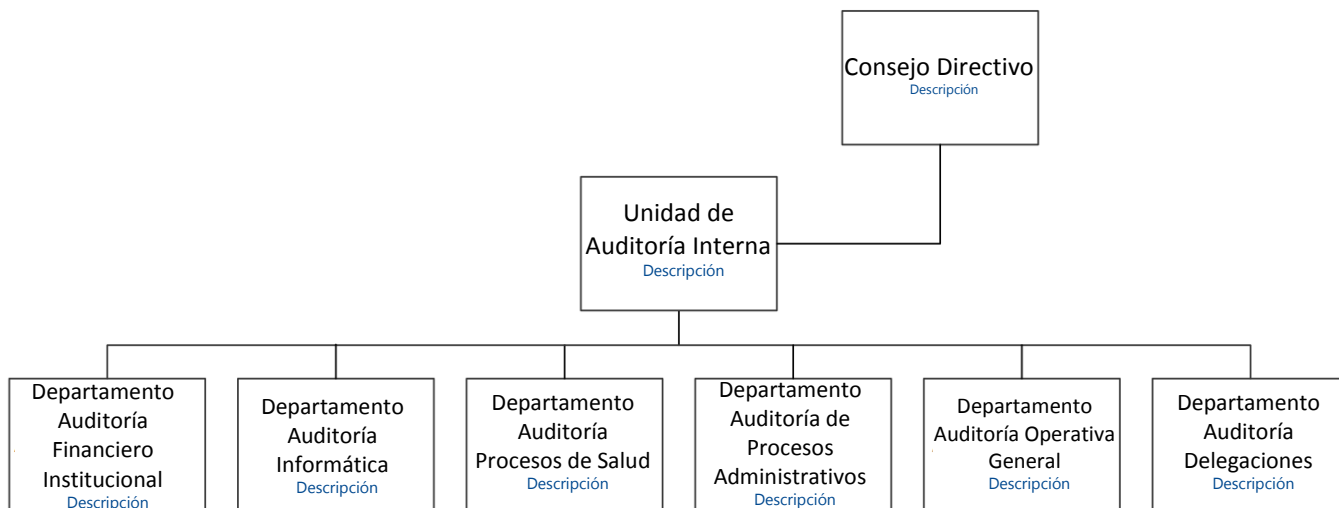 Consejo Directivo
Descripción
Unidad de
Auditoría Interna
Descripción
Departamento
Auditoría
Financiero
Institucional
Descripción
Departamento
Auditoría
Informática
Descripción
Departamento
Auditoría
Procesos de Salud
Descripción
Departamento
Auditoría de
Procesos
Administrativos
Descripción
Departamento
Auditoría Operativa
General
Descripción
Departamento
Auditoría
Delegaciones
Descripción